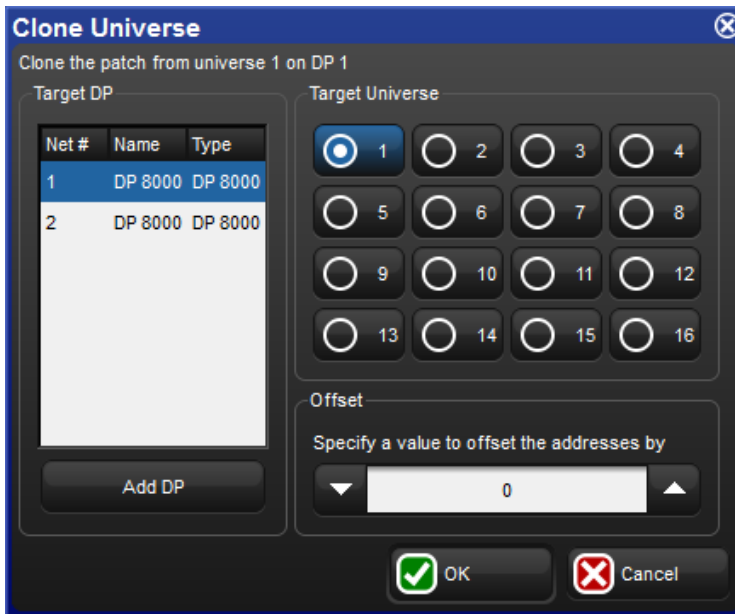 Clone Universe
Clone the patch from universe 1 on DP 1
Target DP
Net # Name Type
1 DP 8000 DP 8000
2 DP 8000 DP 8000
Add DP
Target Universe
1 2 3 4
5 6 7 8
9 10 11 12
13 14 15 16
Offset
Specify a value to offset the addresses by
0
OK Cancel